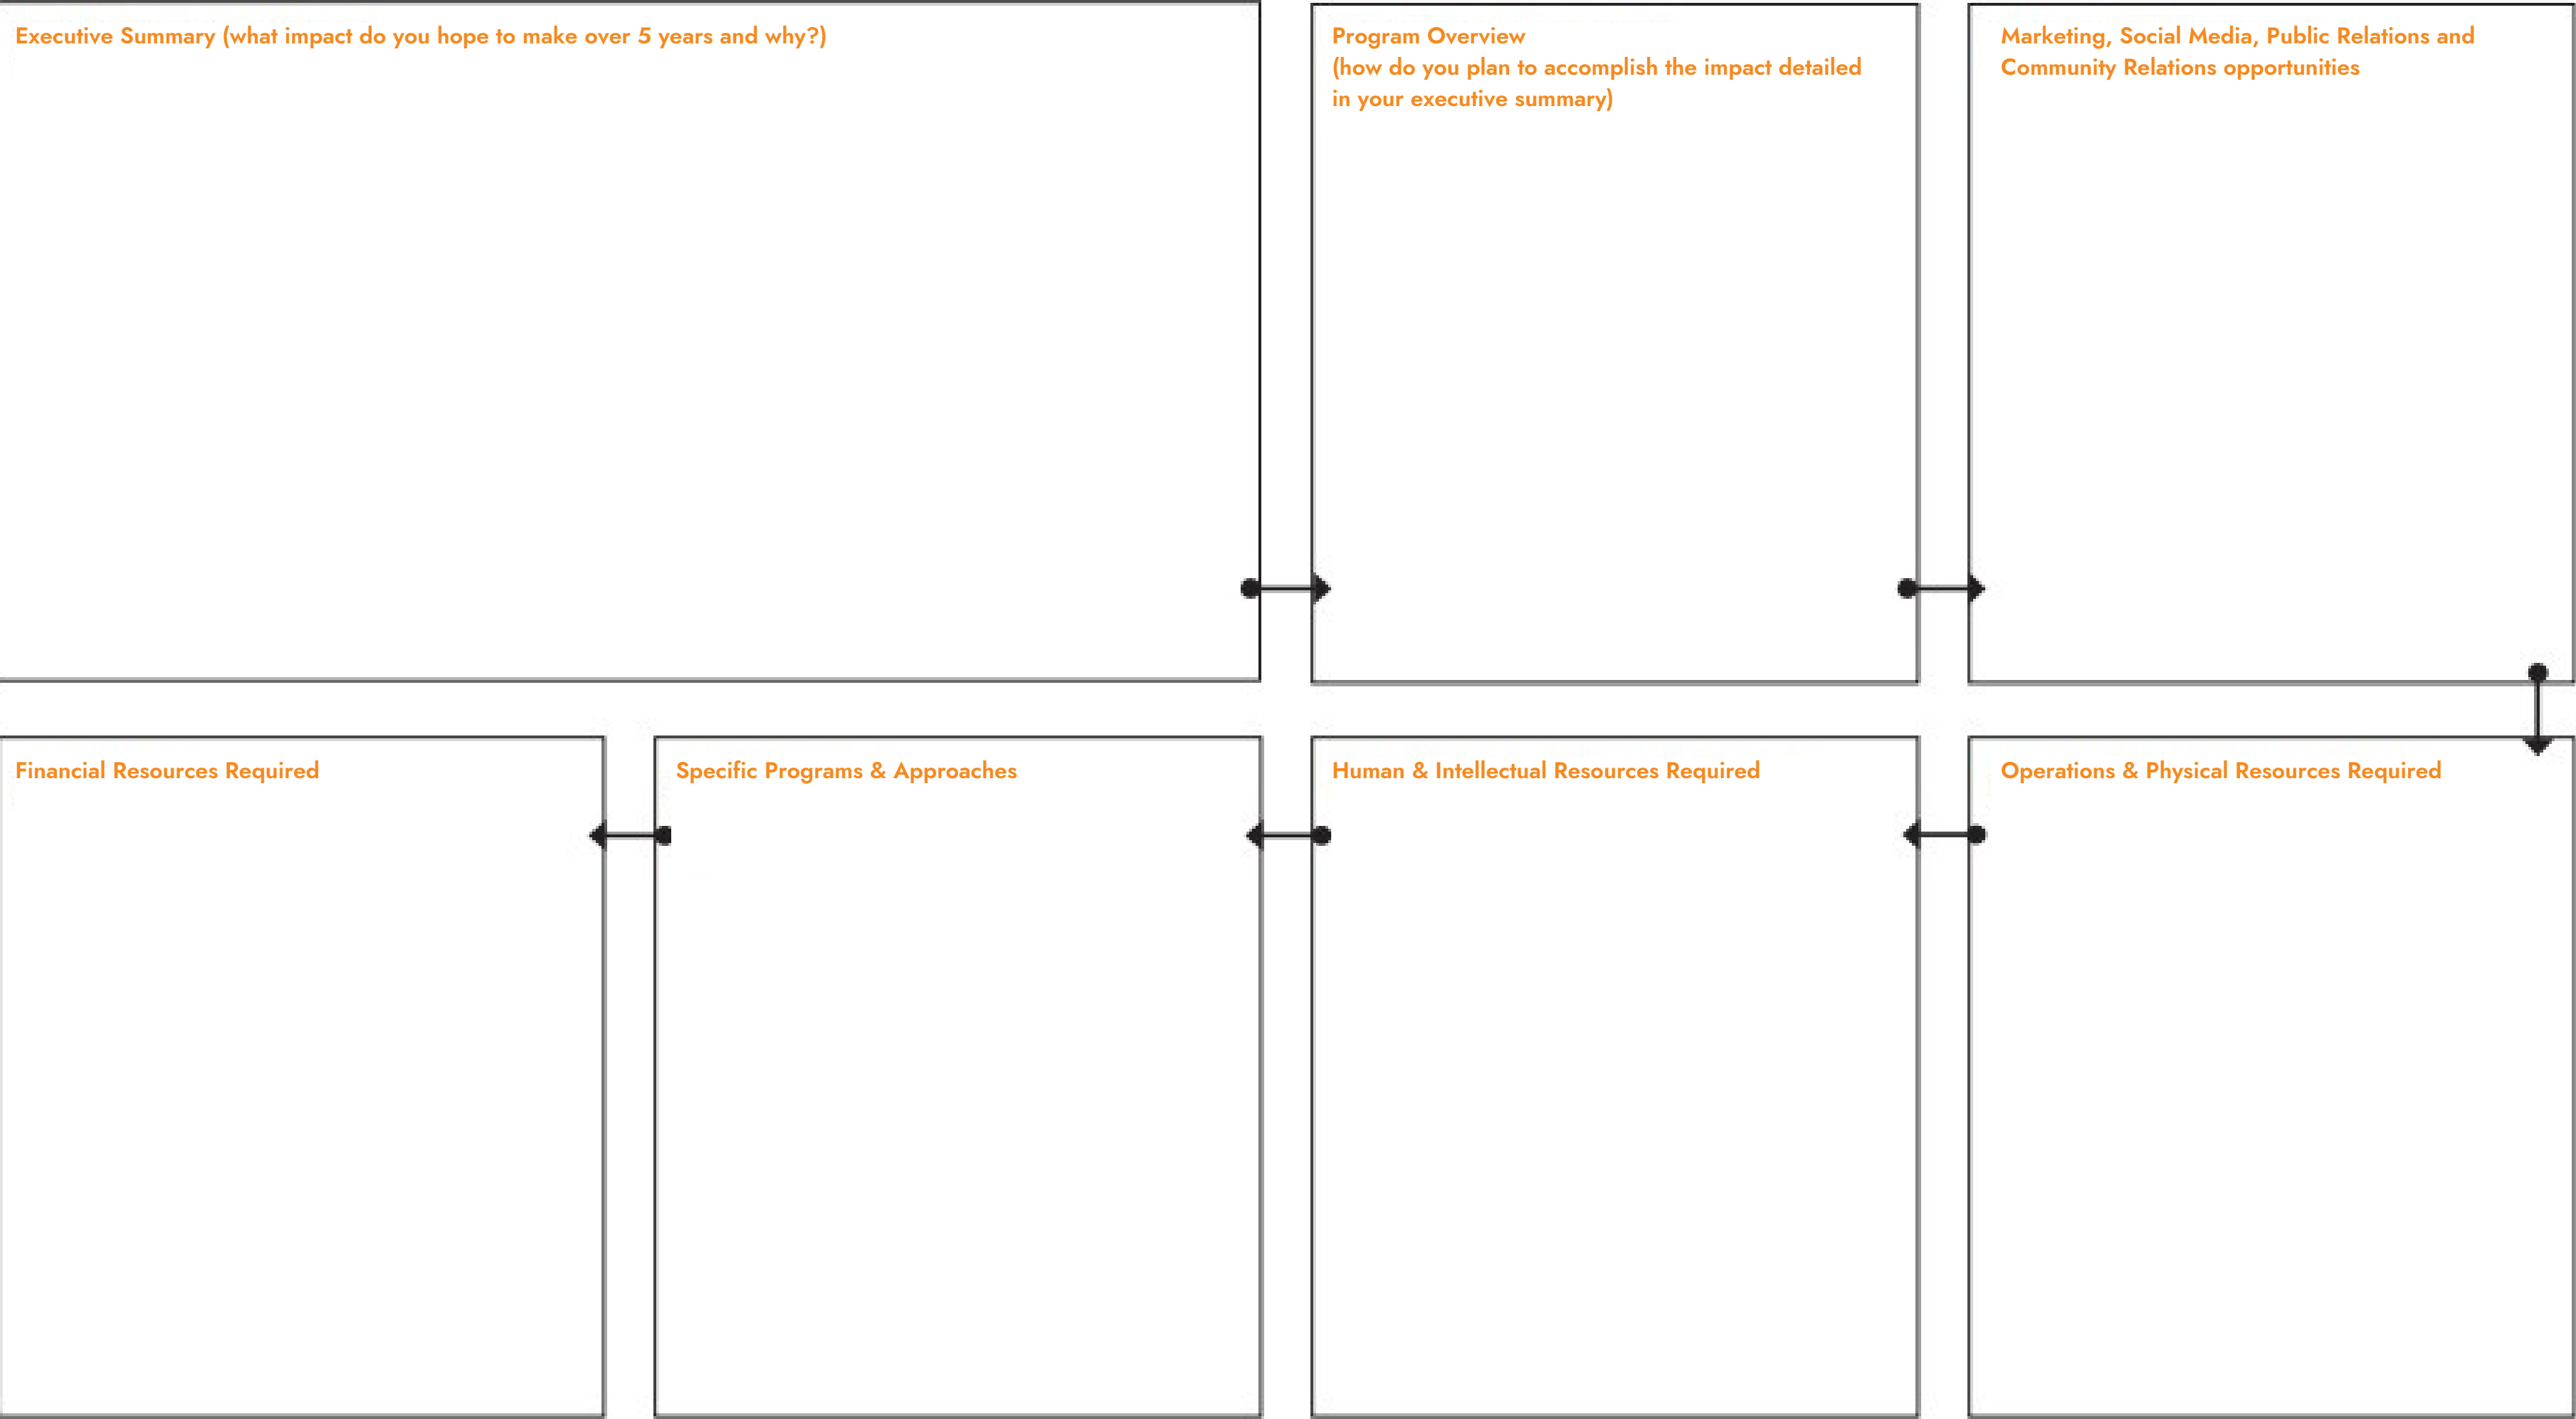 Executive Summary (what impact do you hope to make over 5 years and why?)
Program Overview
(how do you plan to accomplish the impact detailed
in your executive summary)
Marketing, Social Media, Public Relations and
Community Relations opportunities
Financial Resources Required
Specific Programs & Approaches
Human & Intellectual Resources Required
Operations & Physical Resources Required